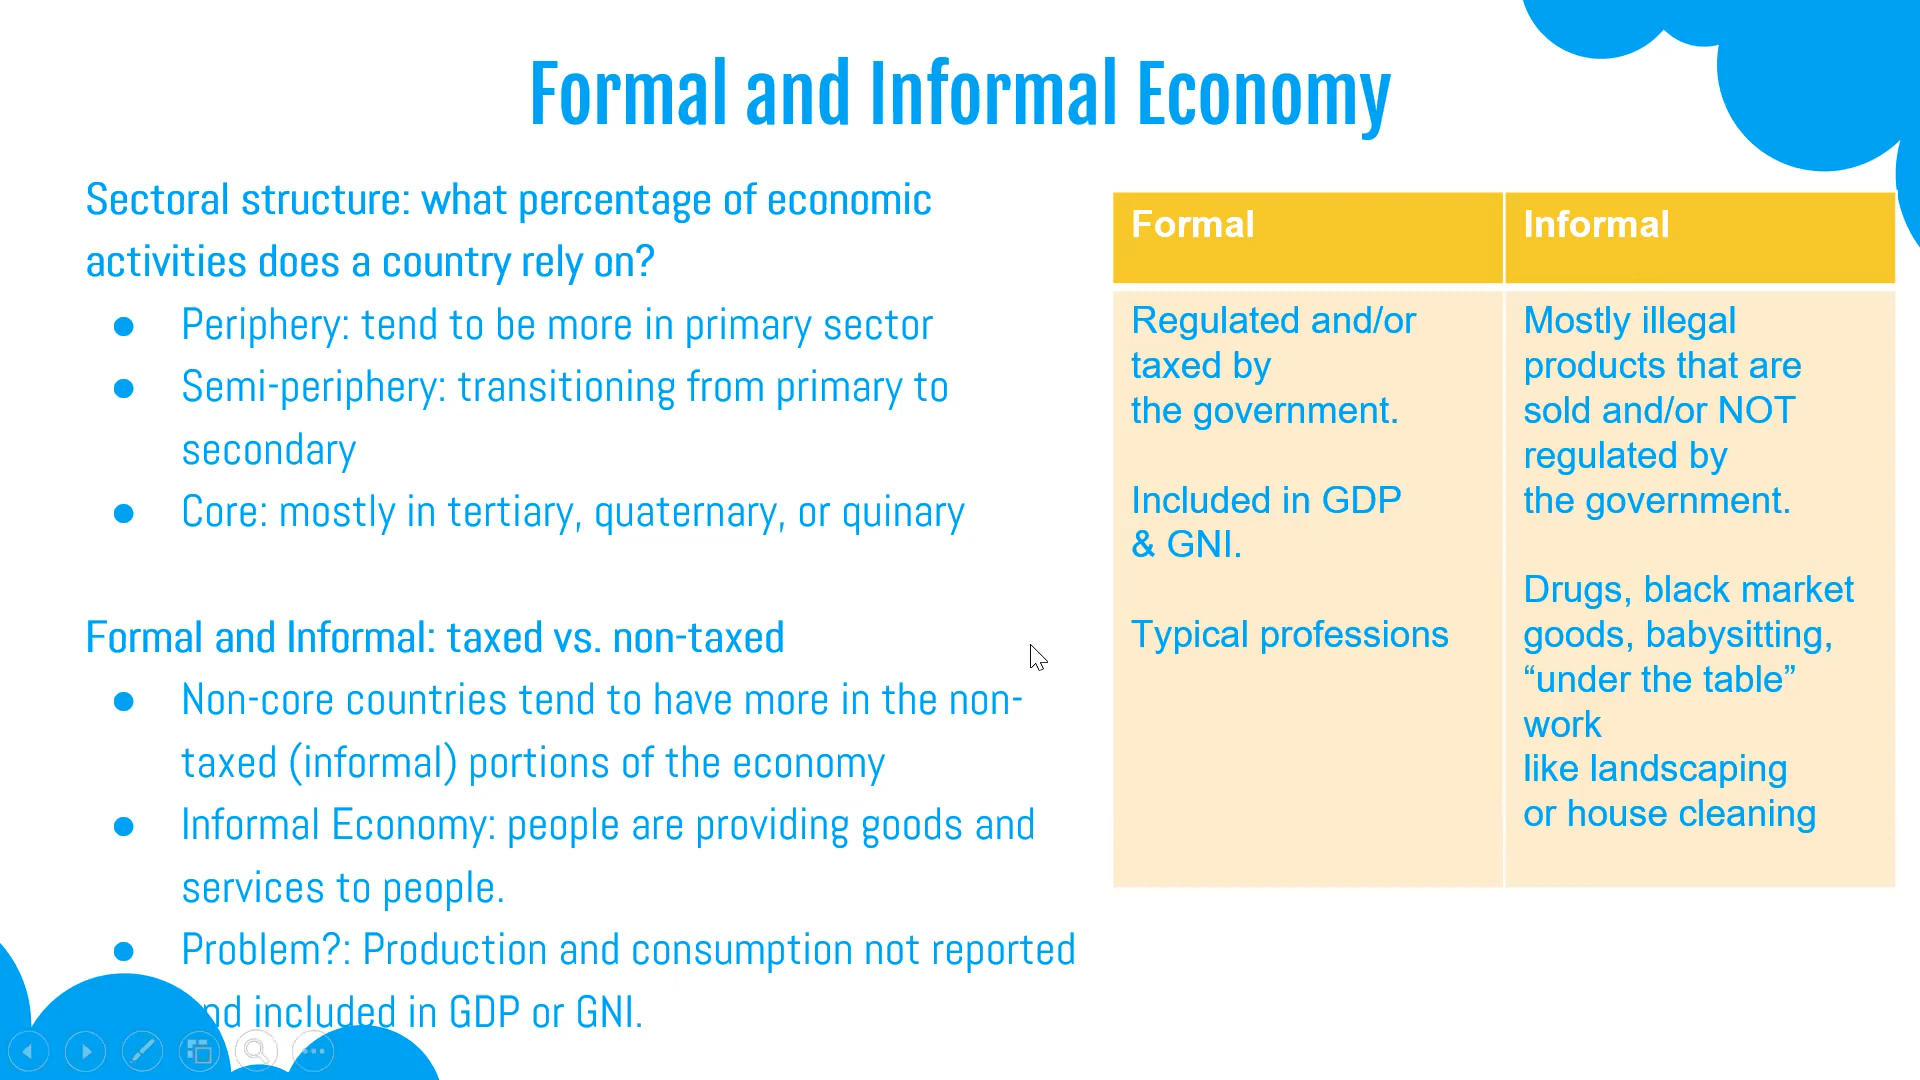 Formal and Informal Economy
Sectoral structure: what percentage of economic
activities does a country rely on?
● Periphery: tend to be more in primary sector
● Semi-periphery: transitioning from primary to
secondary
● Core: mostly in tertiary, quaternary, or quinary
Formal and Informal: taxed vs. non-taxed
● Non-core countries tend to have more in the non-
taxed (informal) portions of the economy
● Informal Economy: people are providing goods and
services to people.
● Problem?: Production and consumption not reported
nd included in GDP or GNI.
Formal
Regulated and/or
taxed by
the government.
Included in GDP
& GNI.
Typical professions
Informal
Mostly illegal
products that are
sold and/or NOT
regulated by
the government.
Drugs, black market
goods, babysitting,
“under the table”
work
like landscaping
or house cleaning